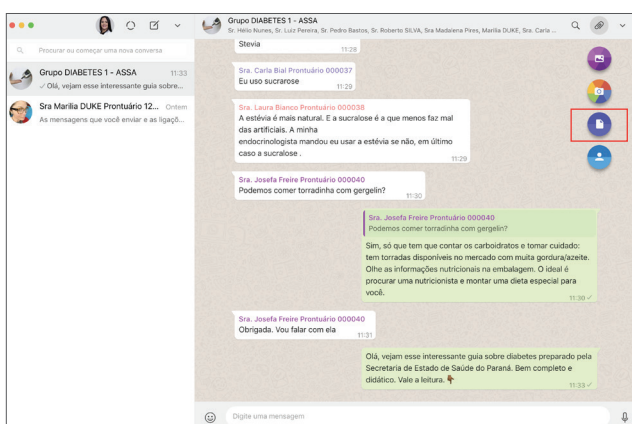 Grupo DIABETES 1 - ASSA
Sr. Hélio Nunes, Sr. Luiz Pereira, Sr. Pedro Bastos, Sr. Roberto SILVA, Sra Madalena Pires, Marilia DUKE, Sra. Carla ...
Procurar ou começar uma nova conversa
Grupo DIABETES 1 - ASSA 11:33
Olá, vejam esse interessante guia sobre...
Sra Marilia DUKE Prontuário 12... Ontem
As mensagens que você enviar e as ligaçõ...
Stevia
11:28
Sra. Carla Bial Prontuário 000037
Eu uso sucrarose
11:29
Sra. Laura Bianco Prontuário 000038
A estévia é mais natural. E a sucralose é a que menos faz mal
das artificiais. A minha
endocrinologista mandou eu usar a estévia se não, em último
caso a sucralose .
11:29
Sra. Josefa Freire Prontuário 000040
Podemos comer torradinha com gergelin?
11:30
Sra. Josefa Freire Prontuário 000040
Podemos comer torradinha com gergelin?
Sim, só que tem que contar os carboidratos e tomar cuidado:
tem torradas disponíveis no mercado com muita gordura/azeite.
Olhe as informações nutricionais na embalagem. O ideal é
procurar uma nutricionista e montar uma dieta especial para
você.
11:30
Sra. Josefa Freire Prontuário 000040
Obrigada. Vou falar com ela
11:31
Olá, vejam esse interessante guia sobre diabetes preparado pela
Secretaria de Estado de Saúde do Paraná. Bem completo e
didático. Vale a leitura.
11:33
Digite uma mensagem